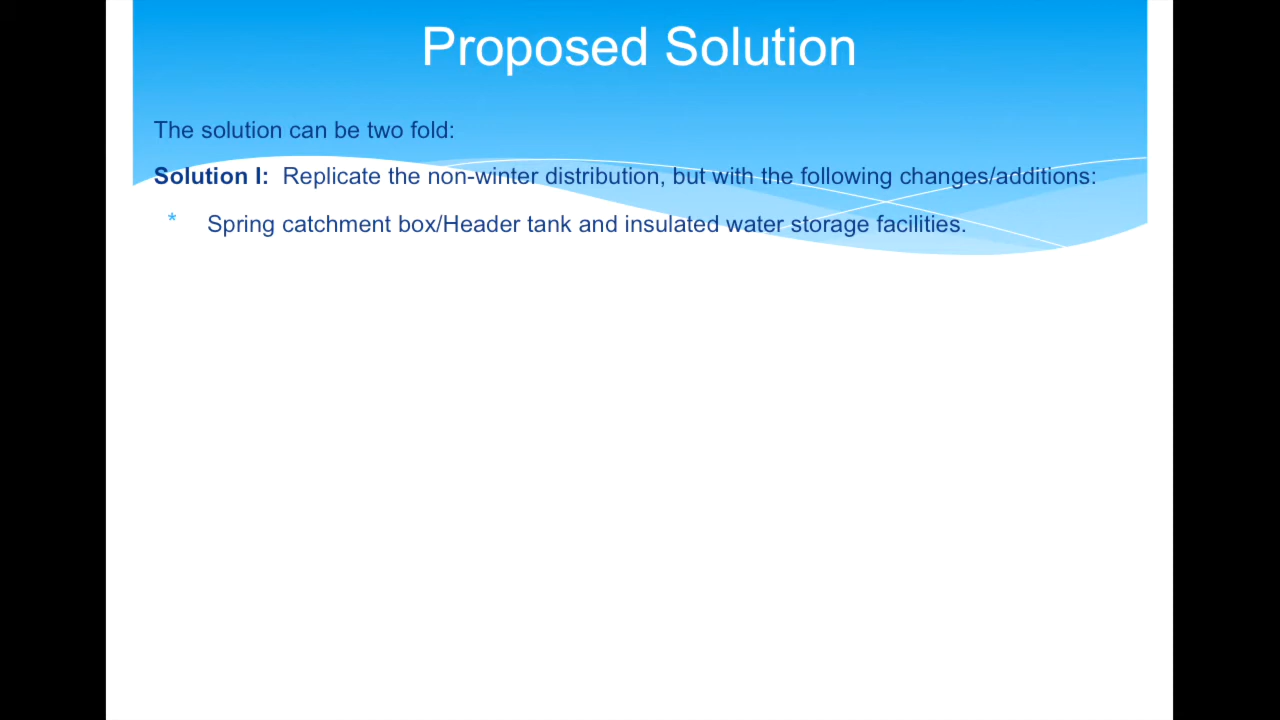 Proposed Solution
The solution can be two fold:
Solution I: Replicate the non-winter distribution, but with the following changes/additions:
* Spring catchment box/Header tank and insulated water storage facilities.